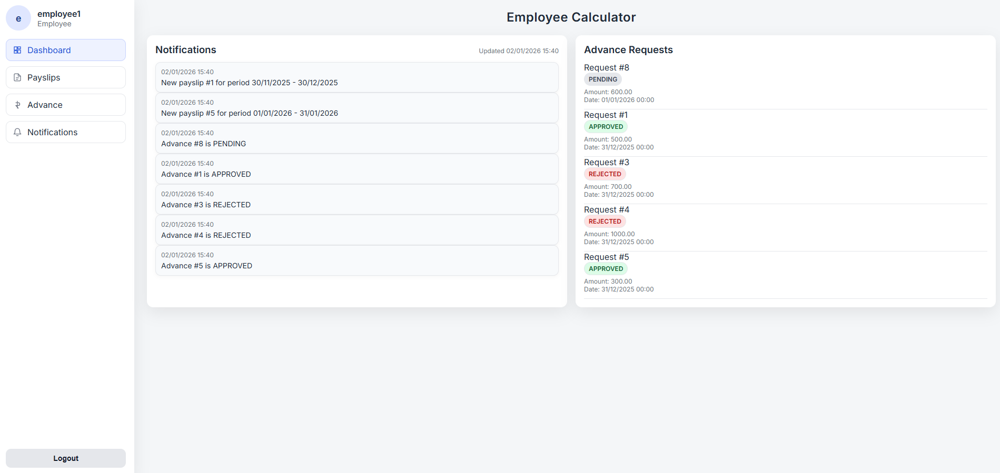 e
employee1
Employee
Dashboard
Payslips
Advance
Notifications
Logout
Employee Calculator
Notifications
Updated 02/01/2026 15:40
02/01/2026 15:40
New payslip #1 for period 30/11/2025 - 30/12/2025
02/01/2026 15:40
New payslip #5 for period 01/01/2026 - 31/01/2026
02/01/2026 15:40
Advance #8 is PENDING
02/01/2026 15:40
Advance #1 is APPROVED
02/01/2026 15:40
Advance #3 is REJECTED
02/01/2026 15:40
Advance #4 is REJECTED
02/01/2026 15:40
Advance #5 is APPROVED
Advance Requests
Request #8
PENDING
Amount: 600.00
Date: 01/01/2026 00:00
Request #1
APPROVED
Amount: 500.00
Date: 31/12/2025 00:00
Request #3
REJECTED
Amount: 700.00
Date: 31/12/2025 00:00
Request #4
REJECTED
Amount: 1000.00
Date: 31/12/2025 00:00
Request #5
APPROVED
Amount: 300.00
Date: 31/12/2025 00:00